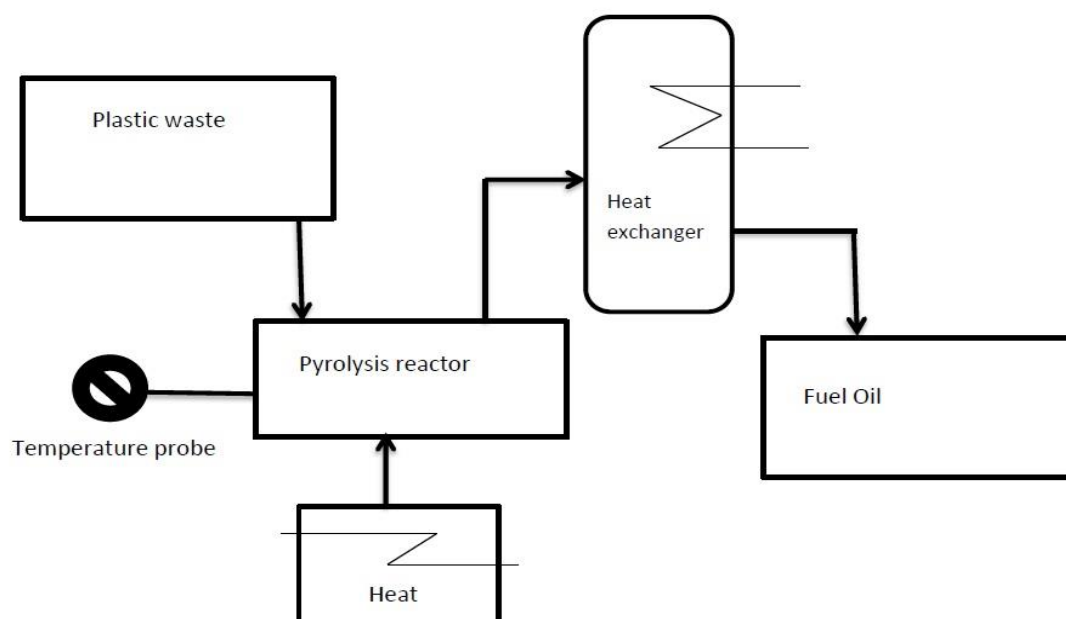 Plastic waste
Heat
exchanger
Pyrolysis reactor
Fuel Oil
Temperature probe
Heat